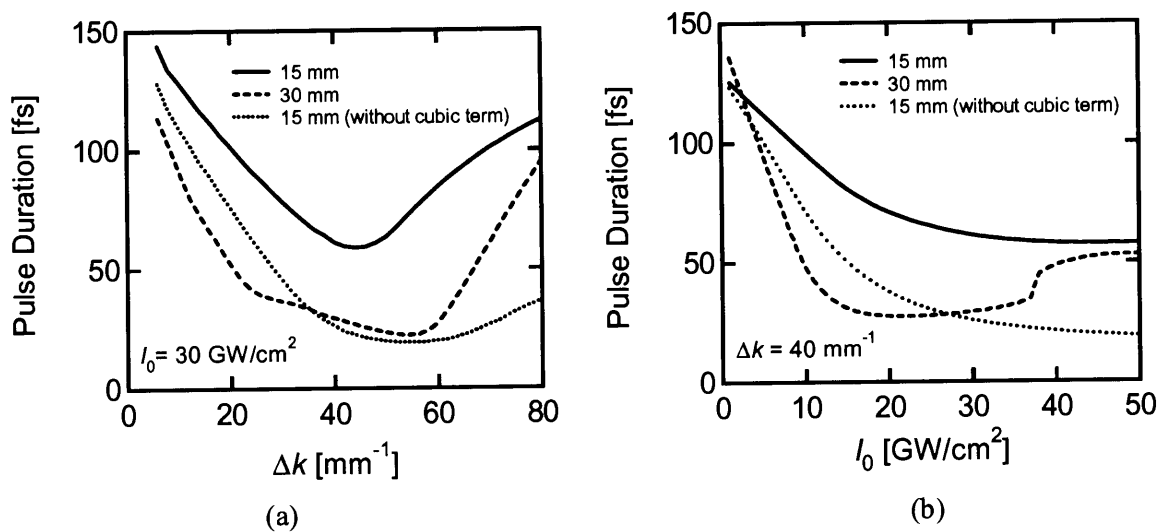 150
100
50
0
Pulse Duration [fs]
15 mm
30 mm
15 mm (without cubic term)
I₀= 30 GW/cm²
0 20 40 60 80
Δk [mm⁻¹]
(a)
150
100
50
0
Pulse Duration [fs]
15 mm
30 mm
15 mm (without cubic term)
Δk = 40 mm⁻¹
0 10 20 30 40 50
I₀ [GW/cm²]
(b)